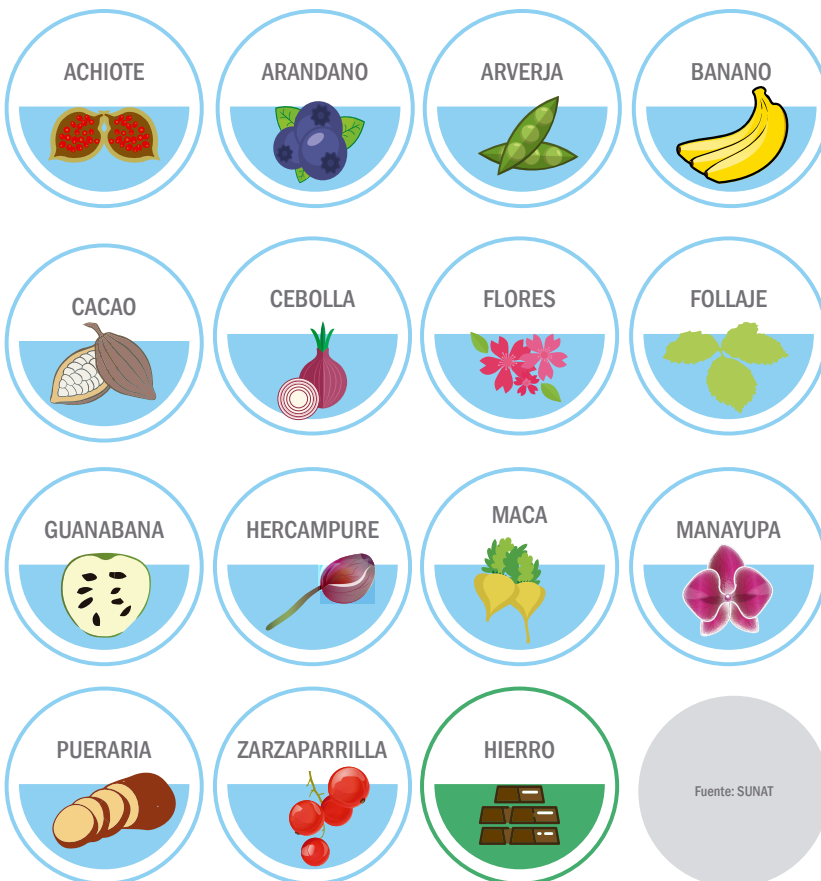 ACHIOTE
ARANDANO
ARVERJA
BANANO
CACAO
CEBOLLA
FLORES
FOLLAJE
GUANABANA
HERCAMPURE
MACA
MANAYUPA
PUERARIA
ZARZAPARRILLA
HIERRO
Fuente: SUNAT